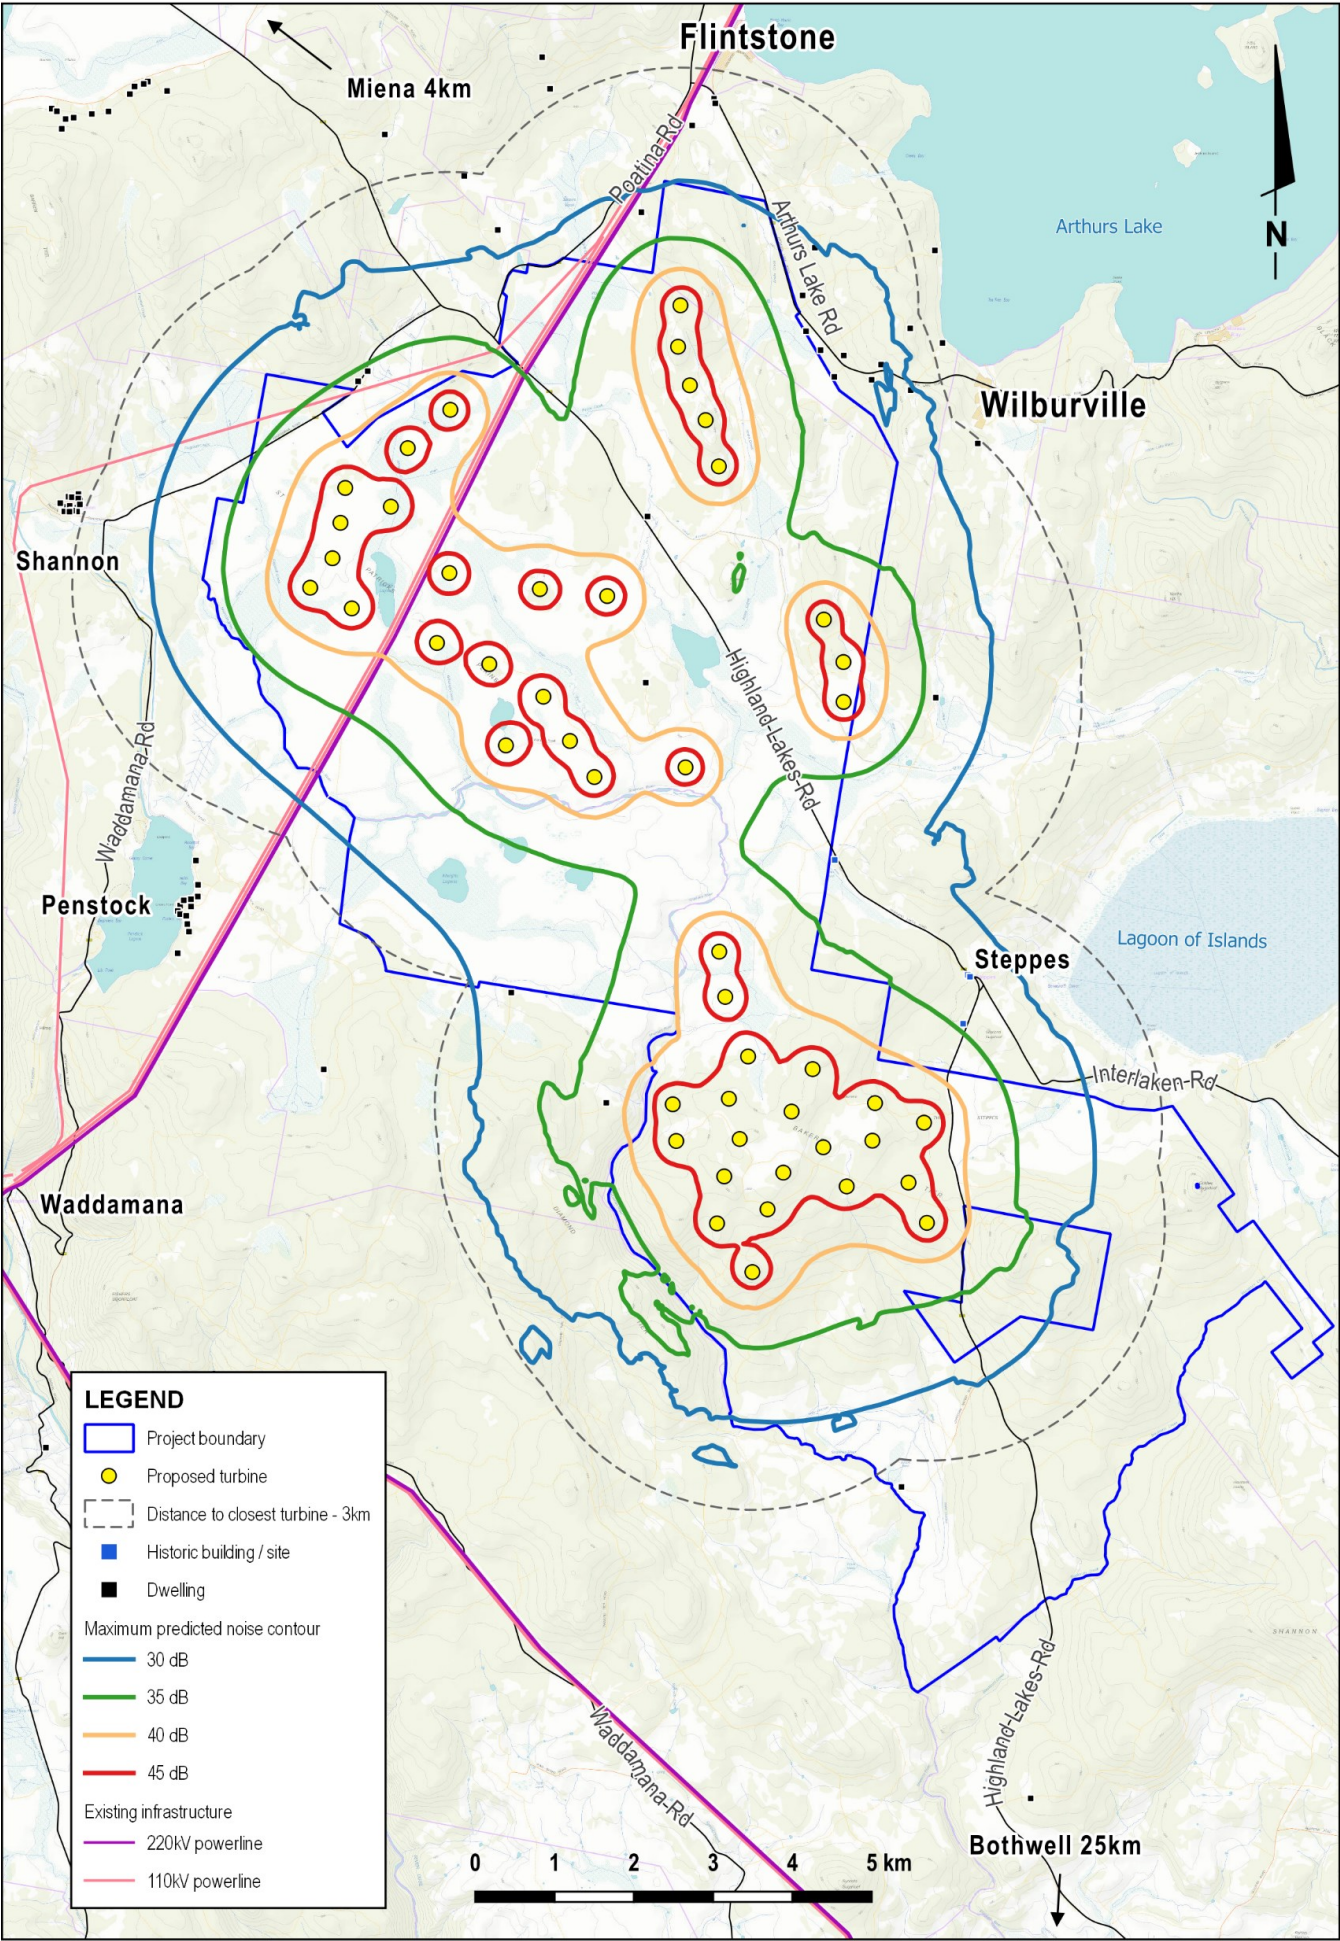 Flintstone
Miena 4km
Poatina-Rd
Arthurs Lake Rd
Arthurs Lake
N
Wilburville
Shannon
Highland-Lakes-Rd
Waddamana-Rd
Penstock
Lagoon of Islands
Steppes
Interlaken-Rd
Waddamana
LEGEND
Project boundary
Proposed turbine
Distance to closest turbine - 3km
Historic building / site
Dwelling
Maximum predicted noise contour
30 dB
35 dB
40 dB
45 dB
Existing infrastructure
220kV powerline
110kV powerline
SHANNON
Highland-Lakes-Rd
Waddamana-Rd
Bothwell 25km
0 1 2 3 4 5 km